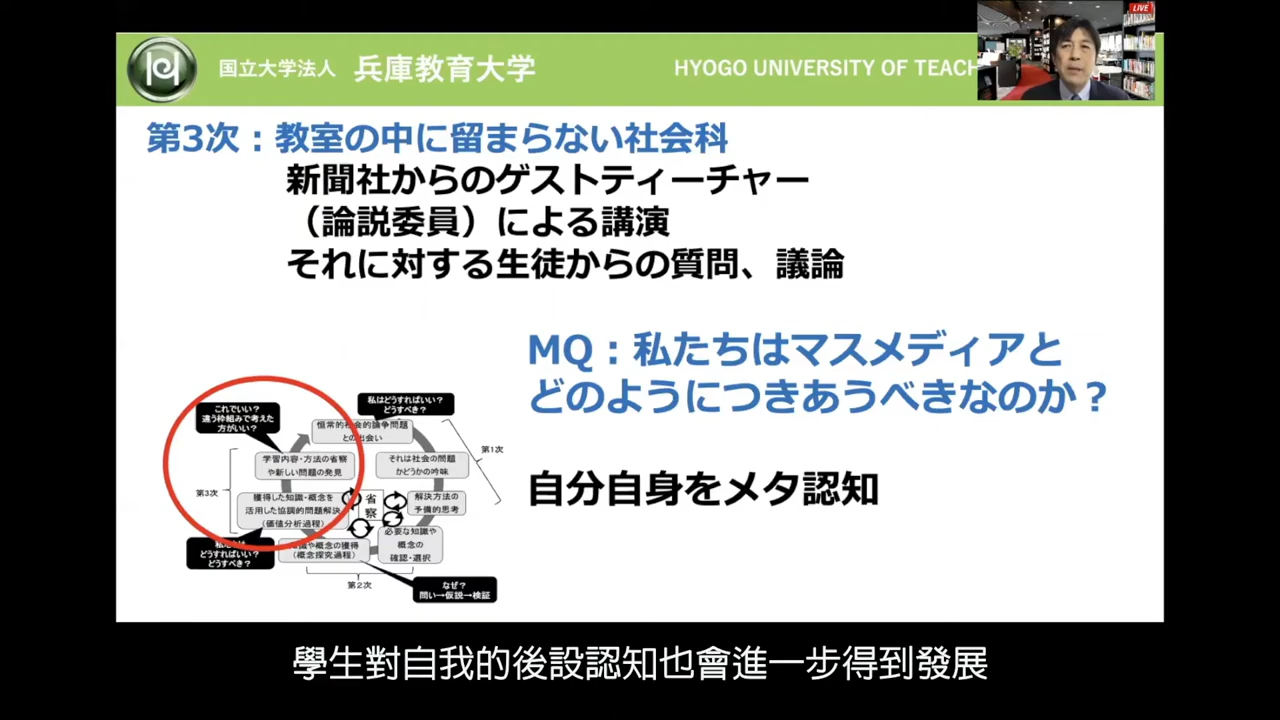 LIVE
国立大学法人 兵庫教育大学
HYOGO UNIVERSITY OF TEACH
第3次：教室の中に留まらない社会科
新聞社からのゲストティーチャー
（論説委員）による講演
それに対する生徒からの質問、議論
MQ：私たちはマスメディアと
どのようにつきあうべきなのか？
自分自身をメタ認知
私はどうすればいい？
どうすべき？
これでいい？
違う枠組みで考えた
方がいい？
恒常的社会的論争問題
との出会い
第1次
学習内容・方法の省察
や新しい問題の発見
それは社会の問題
かどうかの吟味
第3次
獲得した知識・概念を
活用した協調的問題解決
（価値分析過程）
省
察
解決方法の
予備的思考
必要な知識や
概念の
確認・選択
どうすればいい？
どうすべき？
知識や概念の獲得
（概念探究過程）
第2次
なぜ？
問い→仮説→検証
學生對自我的後設認知也會進一步得到發展